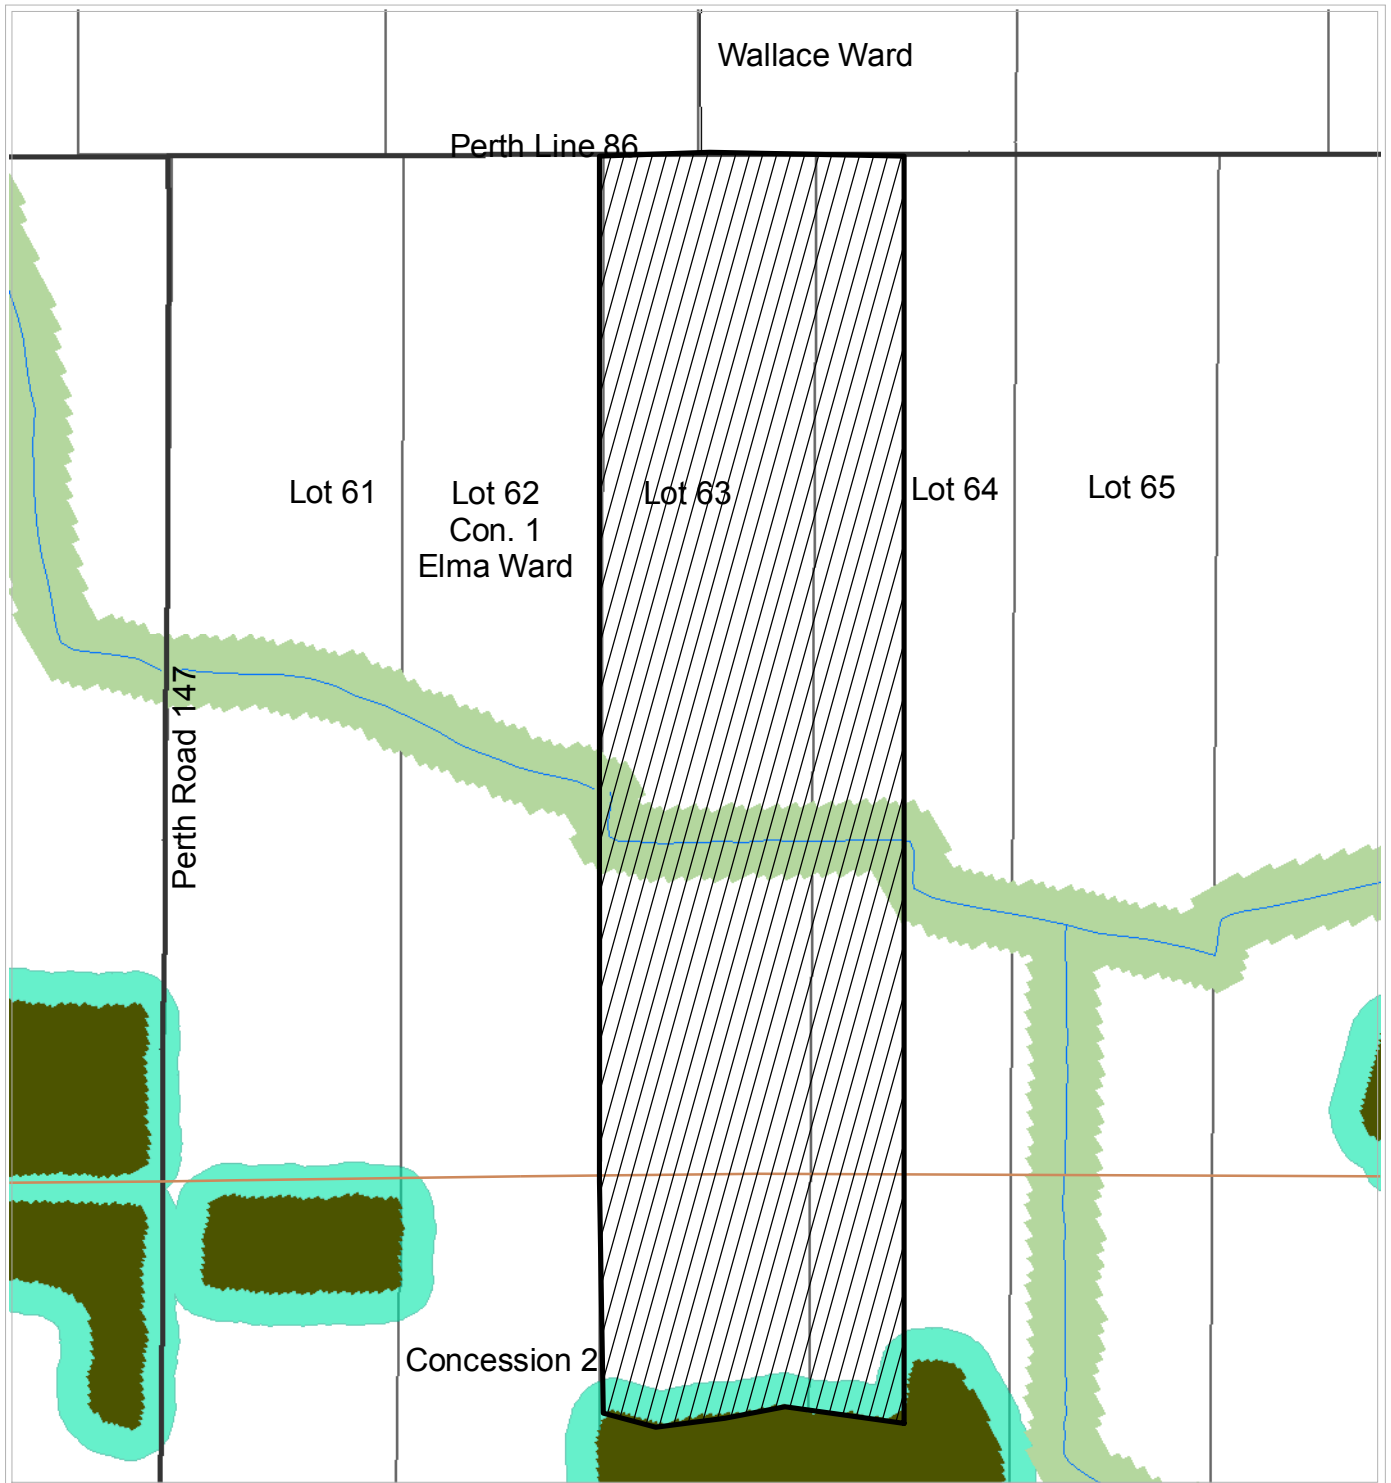 Wallace Ward
Perth Line 86
Lot 61
Lot 62
Con. 1
Elma Ward
Lot 63
Lot 64
Lot 65
Perth Road 147
Concession 2